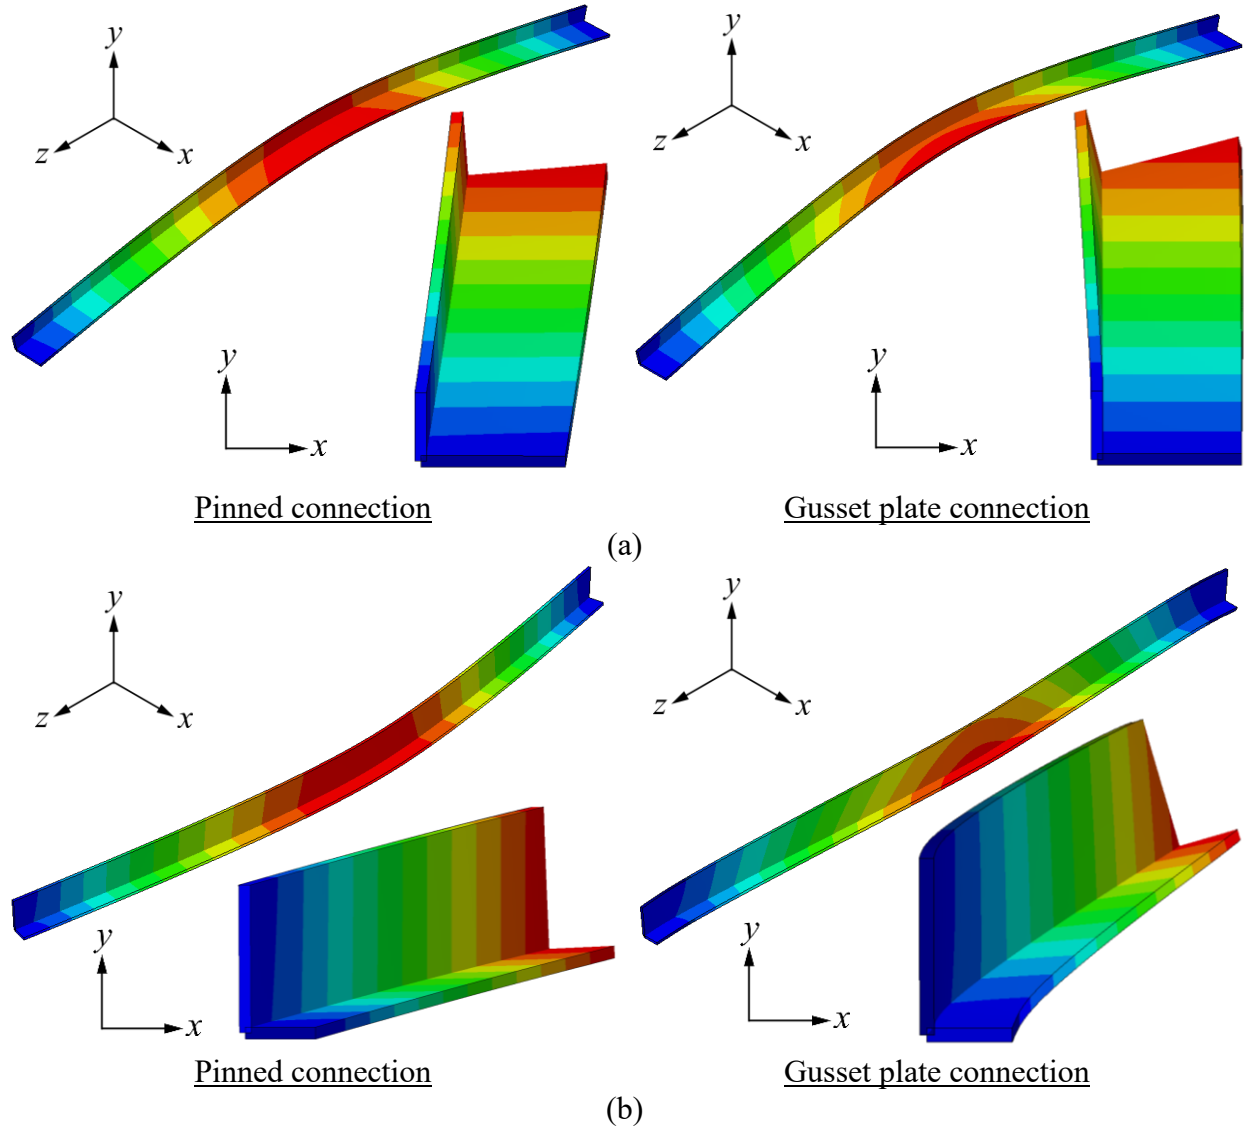 y
z
x
y
z
x
y
x
y
x
Pinned connection
Gusset plate connection
(a)
y
z
x
y
z
x
y
x
y
x
Pinned connection
Gusset plate connection
(b)